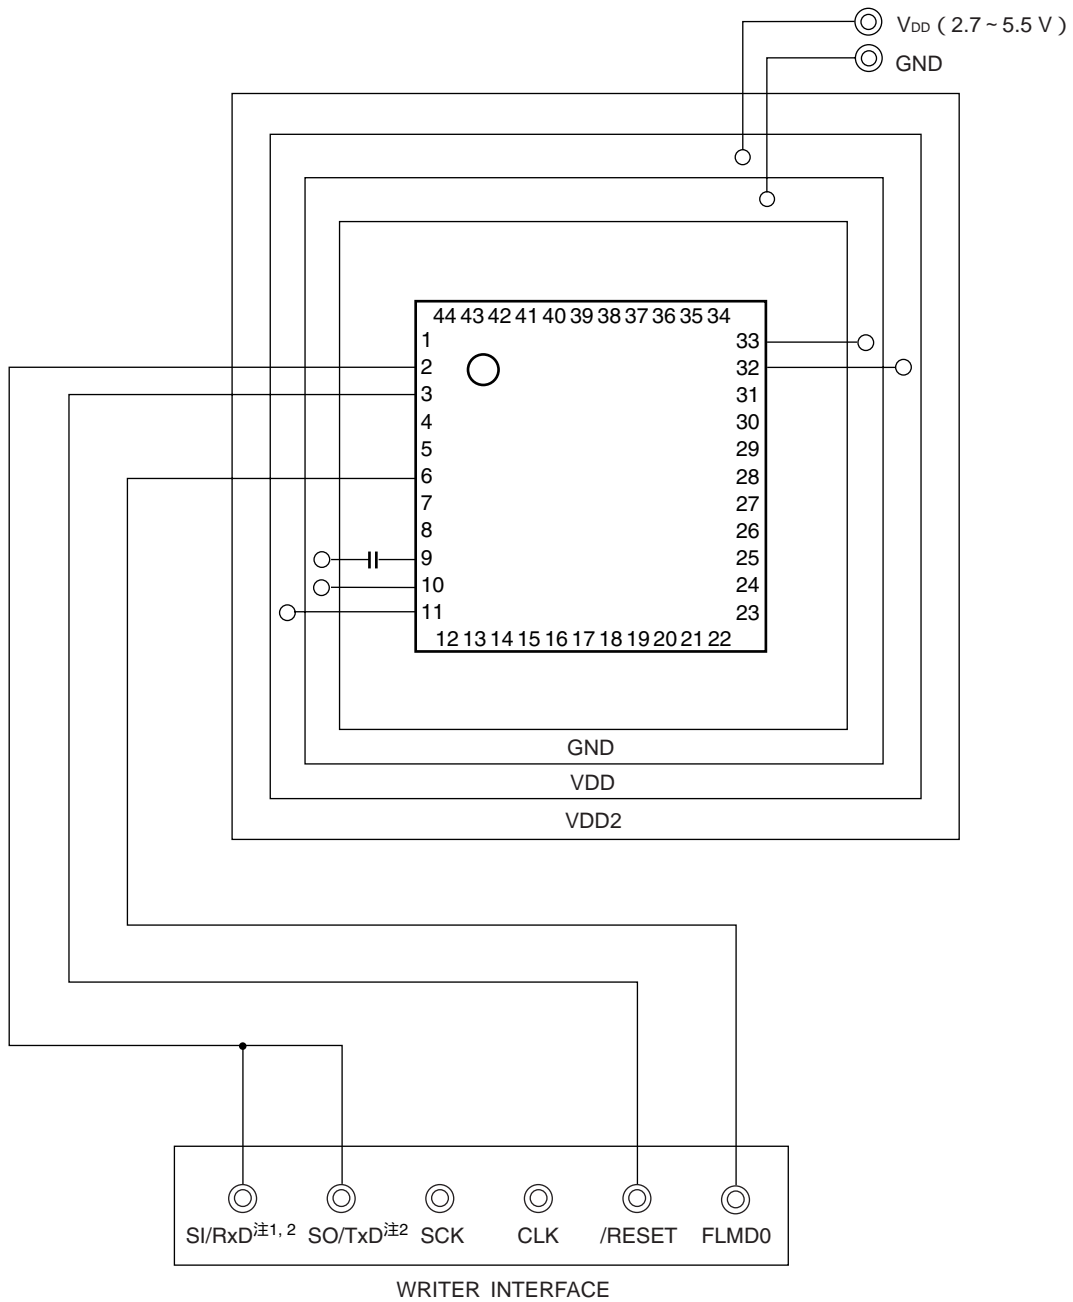 VDD ( 2.7 ~ 5.5 V )
GND
44 43 42 41 40 39 38 37 36 35 34
1
33
2
32
3
31
4
30
5
29
6
28
7
27
8
26
9
25
10
24
11
23
12 13 14 15 16 17 18 19 20 21 22
GND
VDD
VDD2
SI/RxD注1, 2 SO/TxD注2 SCK CLK /RESET FLMD0
WRITER INTERFACE